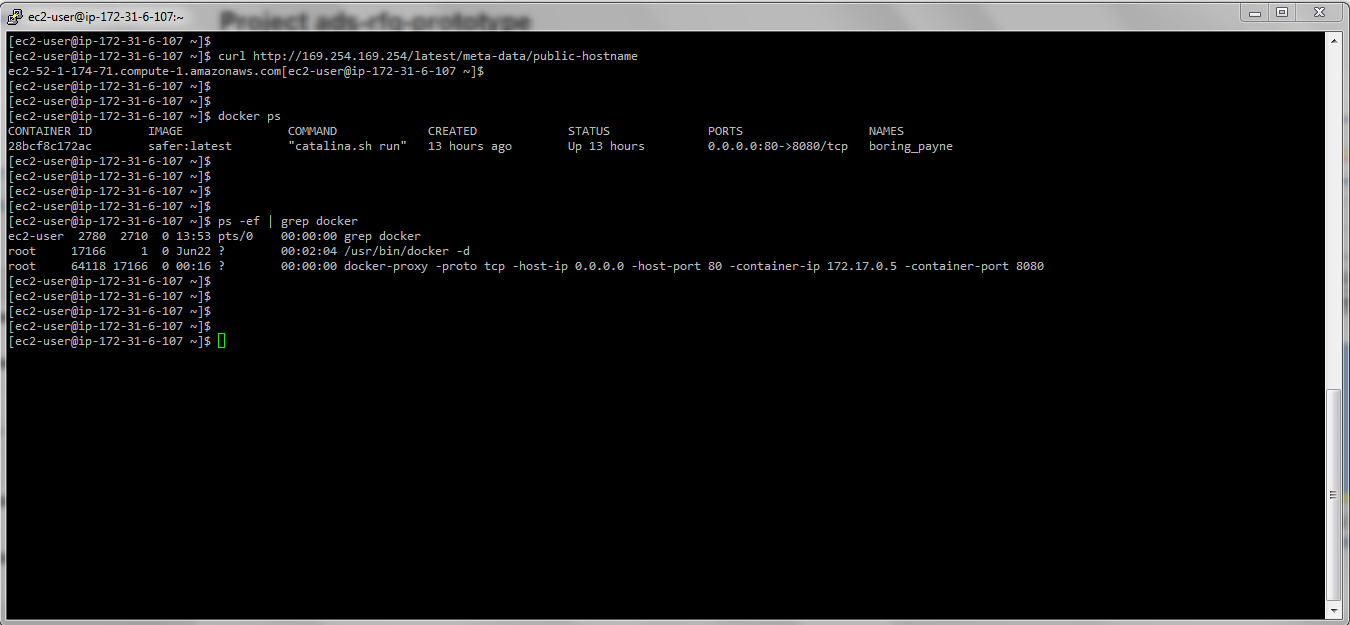 ec2-user@ip-172-31-6-107:~
Project ads-rfq-prototype
[ec2-user@ip-172-31-6-107 ~]$
[ec2-user@ip-172-31-6-107 ~]$ curl http://169.254.169.254/latest/meta-data/public-hostname
ec2-52-1-174-71.compute-1.amazonaws.com[ec2-user@ip-172-31-6-107 ~]$
[ec2-user@ip-172-31-6-107 ~]$
[ec2-user@ip-172-31-6-107 ~]$
[ec2-user@ip-172-31-6-107 ~]$ docker ps
CONTAINER ID        IMAGE               COMMAND             CREATED             STATUS              PORTS                  NAMES
28bcf8c172ac        safer:latest        "catalina.sh run"   13 hours ago        Up 13 hours         0.0.0.0:80->8080/tcp   boring_payne
[ec2-user@ip-172-31-6-107 ~]$
[ec2-user@ip-172-31-6-107 ~]$
[ec2-user@ip-172-31-6-107 ~]$
[ec2-user@ip-172-31-6-107 ~]$
[ec2-user@ip-172-31-6-107 ~]$ ps -ef | grep docker
ec2-user  2780  2710  0 13:53 pts/0    00:00:00 grep docker
root     17166     1  0 Jun22 ?        00:02:04 /usr/bin/docker -d
root     64118 17166  0 00:16 ?        00:00:00 docker-proxy -proto tcp -host-ip 0.0.0.0 -host-port 80 -container-ip 172.17.0.5 -container-port 8080
[ec2-user@ip-172-31-6-107 ~]$
[ec2-user@ip-172-31-6-107 ~]$
[ec2-user@ip-172-31-6-107 ~]$
[ec2-user@ip-172-31-6-107 ~]$
[ec2-user@ip-172-31-6-107 ~]$